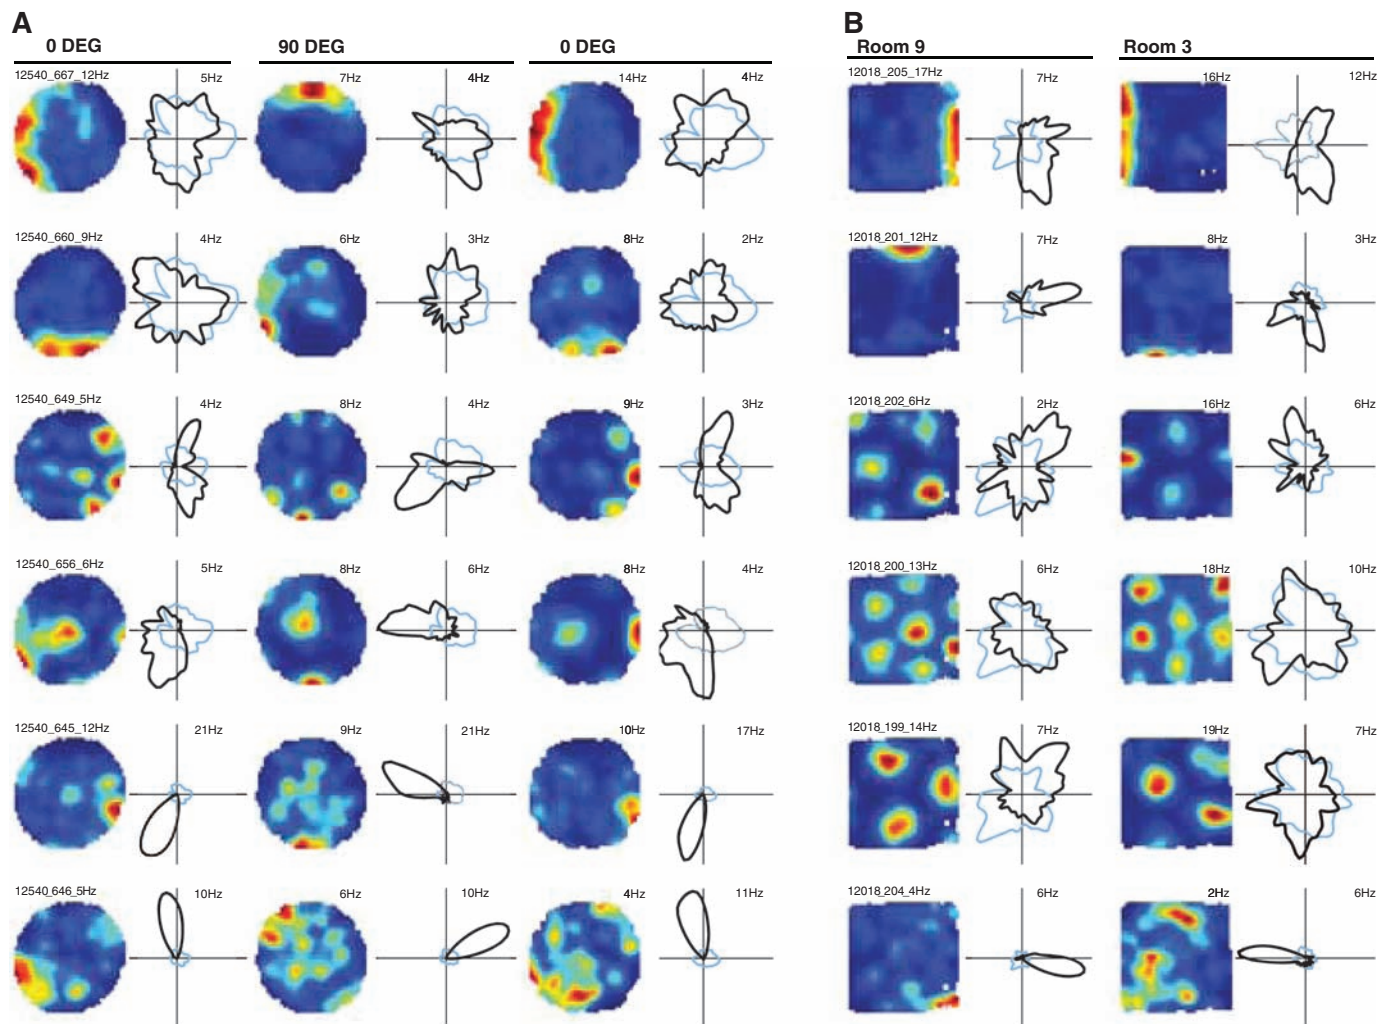 A
B
0 DEG 90 DEG 0 DEG
Room 9 Room 3
12540_667_12Hz 5Hz 7Hz 4Hz 14Hz 4Hz
12018_205_17Hz 7Hz 16Hz 12Hz
12540_660_9Hz 4Hz 6Hz 3Hz 8Hz 2Hz
12018_201_12Hz 7Hz 8Hz 3Hz
12540_649_5Hz 4Hz 8Hz 4Hz 9Hz 3Hz
12018_202_6Hz 2Hz 16Hz 6Hz
12540_656_6Hz 5Hz 8Hz 6Hz 8Hz 4Hz
12018_200_13Hz 6Hz 18Hz 10Hz
12540_645_12Hz 21Hz 9Hz 21Hz 10Hz 17Hz
12018_199_14Hz 7Hz 19Hz 7Hz
12540_646_5Hz 10Hz 6Hz 10Hz 4Hz 11Hz
12018_204_4Hz 6Hz 2Hz 6Hz